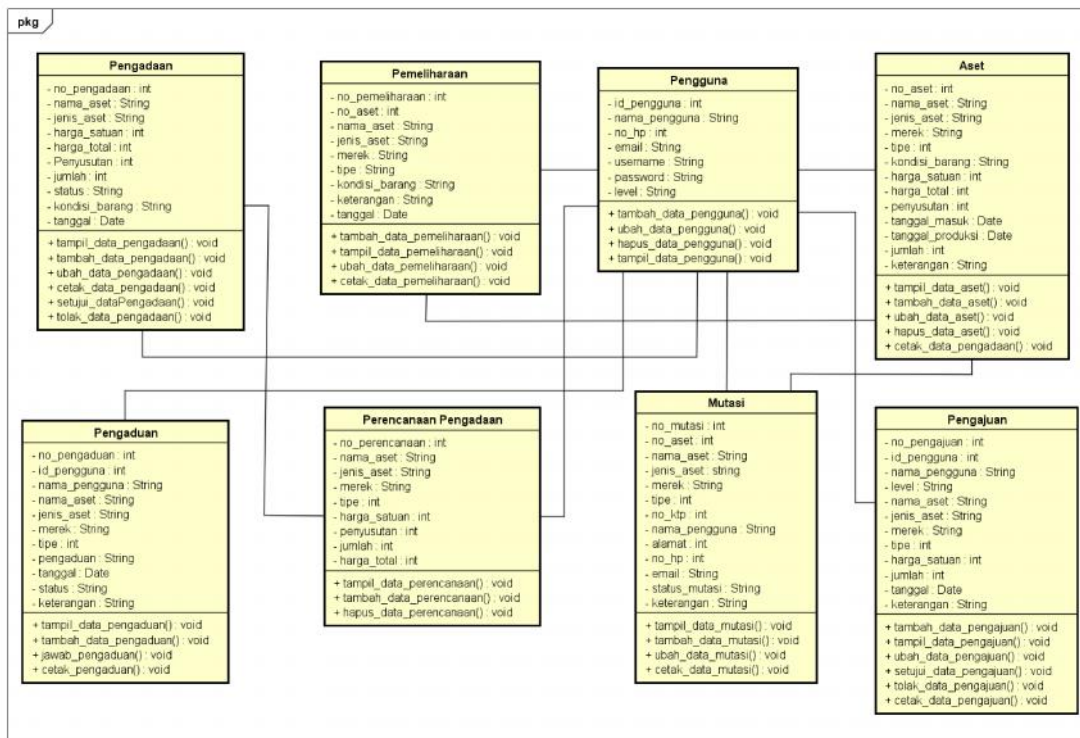 pkg
Pengadaan
- no_pengadaan : int
- nama_aset : String
- jenis_aset : String
- harga_satuan : int
- harga_total : int
- Penyusutan : int
- jumlah : int
- status : String
- kondisi_barang : String
- tanggal : Date
+ tampil_data_pengadaan() : void
+ tambah_data_pengadaan() : void
+ ubah_data_pengadaan() : void
+ cetak_data_pengadaan() : void
+ setujui_dataPengadaan() : void
+ tolak_data_pengadaan() : void
Pemeliharaan
- no_pemeliharaan : int
- no_aset : int
- nama_aset : String
- jenis_aset : String
- merek : String
- tipe : String
- kondisi_barang : String
- keterangan : String
- tanggal : Date
+ tambah_data_pemeliharaan() : void
+ tampil_data_pemeliharaan() : void
+ ubah_data_pemeliharaan() : void
+ cetak_data_pemeliharaan() : void
Pengguna
- id_pengguna : int
- nama_pengguna : String
- no_hp : int
- email : String
- username : String
- password : String
- level : String
+ tambah_data_pengguna() : void
+ ubah_data_pengguna() : void
+ hapus_data_pengguna() : void
+ tampil_data_pengguna() : void
Aset
- no_aset : int
- nama_aset : String
- jenis_aset : String
- merek : String
- tipe : int
- kondisi_barang : String
- harga_satuan : int
- harga_total : int
- penyusutan : int
- tanggal_masuk : Date
- tanggal_produksi : Date
- jumlah : int
- keterangan : String
+ tampil_data_aset() : void
+ tambah_data_aset() : void
+ ubah_data_aset() : void
+ hapus_data_aset() : void
+ cetak_data_pengadaan() : void
Pengaduan
- no_pengaduan : int
- id_pengguna : int
- nama_pengguna : String
- nama_aset : String
- jenis_aset : String
- merek : String
- tipe : int
- pengaduan : String
- tanggal : Date
- status : String
- keterangan : String
+ tampil_data_pengaduan() : void
+ tambah_data_pengaduan() : void
+ jawab_pengaduan() : void
+ cetak_pengaduan() : void
Perencanaan Pengadaan
- no_perencanaan : int
- nama_aset : String
- jenis_aset : String
- merek : String
- tipe : int
- harga_satuan : int
- penyusutan : int
- jumlah : int
- harga_total : int
+ tampil_data_perencanaan() : void
+ tambah_data_perencanaan() : void
+ hapus_data_perencanaan() : void
Mutasi
- no_mutasi : int
- no_aset : int
- nama_aset : String
- jenis_aset : string
- merek : String
- tipe : int
- no_ktp : int
- nama_pengguna : String
- alamat : int
- no_hp : int
- email : String
- status_mutasi : String
- keterangan : String
+ tampil_data_mutasi() : void
+ tambah_data_mutasi() : void
+ ubah_data_mutasi() : void
+ cetak_data_mutasi() : void
Pengajuan
- no_pengajuan : int
- id_pengguna : int
- nama_pengguna : String
- level : String
- nama_aset : String
- jenis_aset : String
- merek : String
- tipe : int
- harga_satuan : int
- jumlah : int
- tanggal : Date
- keterangan : String
+ tambah_data_pengajuan() : void
+ tampil_data_pengajuan() : void
+ ubah_data_pengajuan() : void
+ setujui_data_pengajuan() : void
+ tolak_data_pengajuan() : void
+ cetak_data_pengajuan() : void